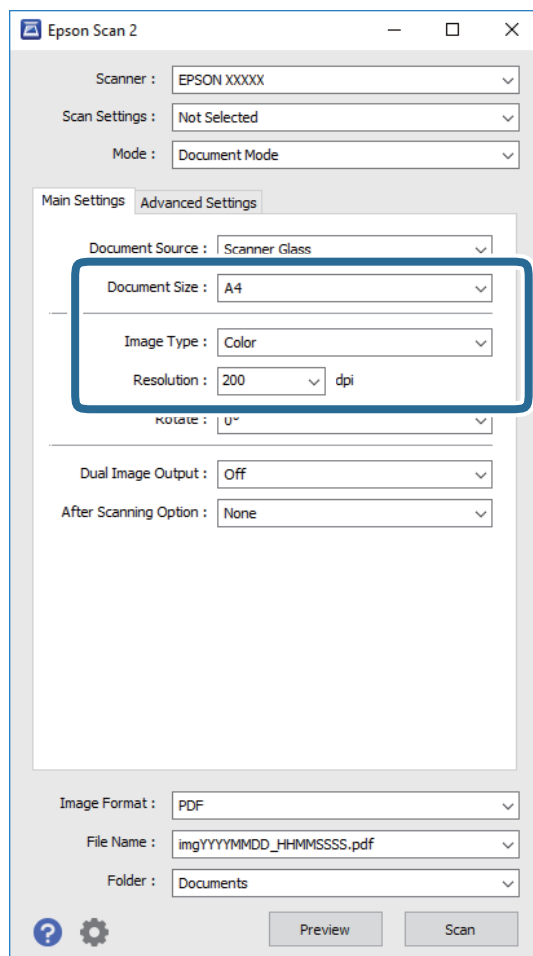 Epson Scan 2
Scanner : EPSON XXXXX
Scan Settings : Not Selected
Mode : Document Mode
Main Settings Advanced Settings
Document Source : Scanner Glass
Document Size : A4
Image Type : Color
Resolution : 200 dpi
Rotate : 0°
Dual Image Output : Off
After Scanning Option : None
Image Format : PDF
File Name : imgYYYYMMDD_HHMMSSSS.pdf
Folder : Documents
? Preview Scan